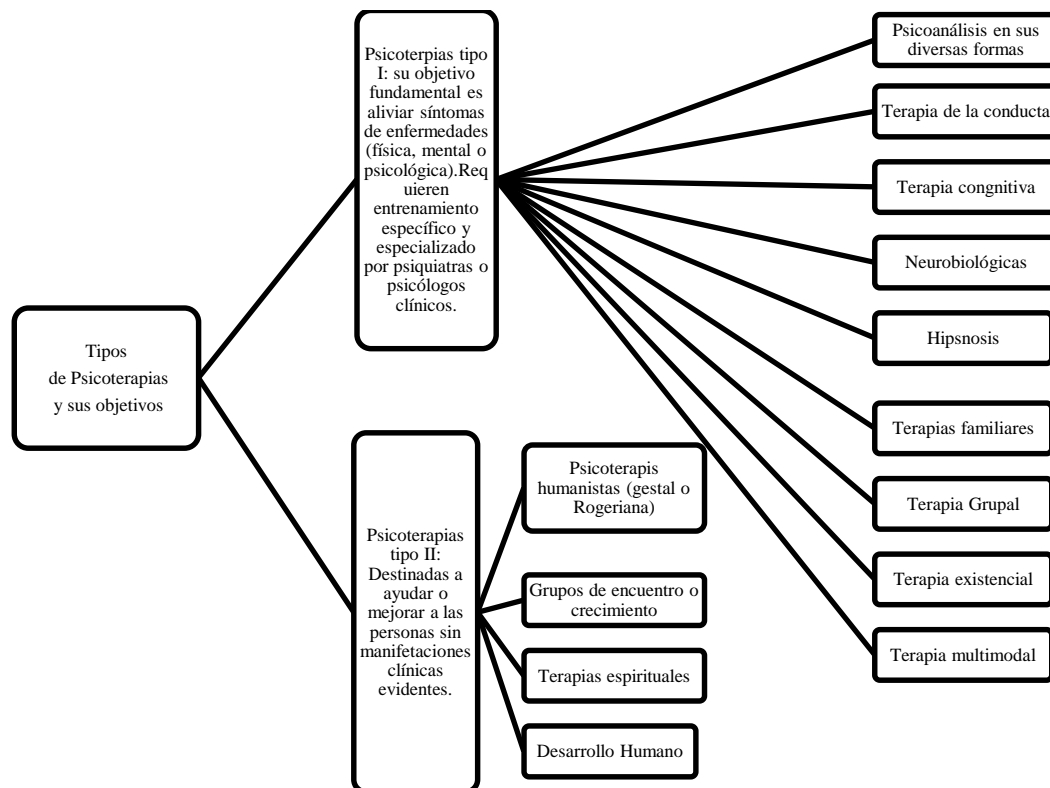 Tipos
de Psicoterapias
y sus objetivos
Psicoterpias tipo
I: su objetivo
fundamental es
aliviar síntomas
de enfermedades
(física, mental o
psicológica).Req
uieren
entrenamiento
específico y
especializado
por psiquiatras o
psicólogos
clínicos.
Psicoanálisis en sus
diversas formas
Terapia de la conducta
Terapia congnitiva
Neurobiológicas
Hipsnosis
Terapias familiares
Terapia Grupal
Terapia existencial
Terapia multimodal
Psicoterapias
tipo II:
Destinadas a
ayudar o
mejorar a las
personas sin
manifetaciones
clínicas
evidentes.
Psicoterapis
humanistas (gestal o
Rogeriana)
Grupos de encuentro o
crecimiento
Terapias espirituales
Desarrollo Humano